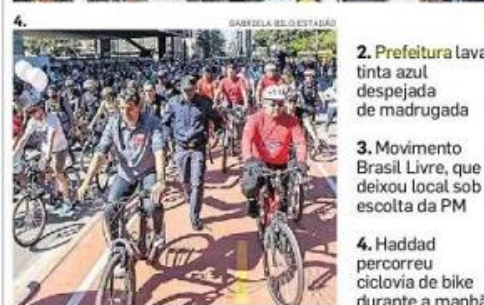 4.
GABRIELA BILO/ESTADÃO
2. Prefeitura lava
tinta azul
despejada
de madrugada
3. Movimento
Brasil Livre, que
deixou local sob
escolta da PM
4. Haddad
percorreu
ciclovia de bike
durante a manhã